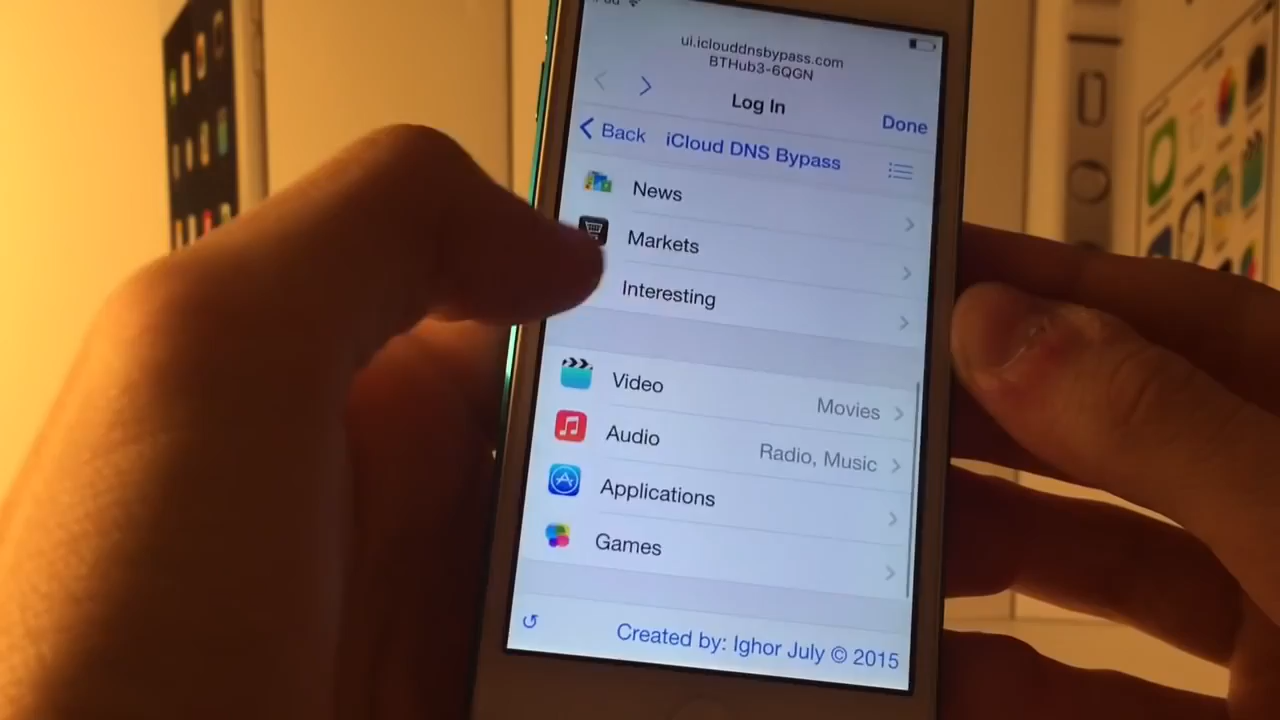 ui.iclouddnsbypass.com
BTHub3-6QGN
Log In
Done
Back
iCloud DNS Bypass
News
Markets
Interesting
Video
Movies
Audio
Radio, Music
Applications
Games
Created by: Ighor July © 2015